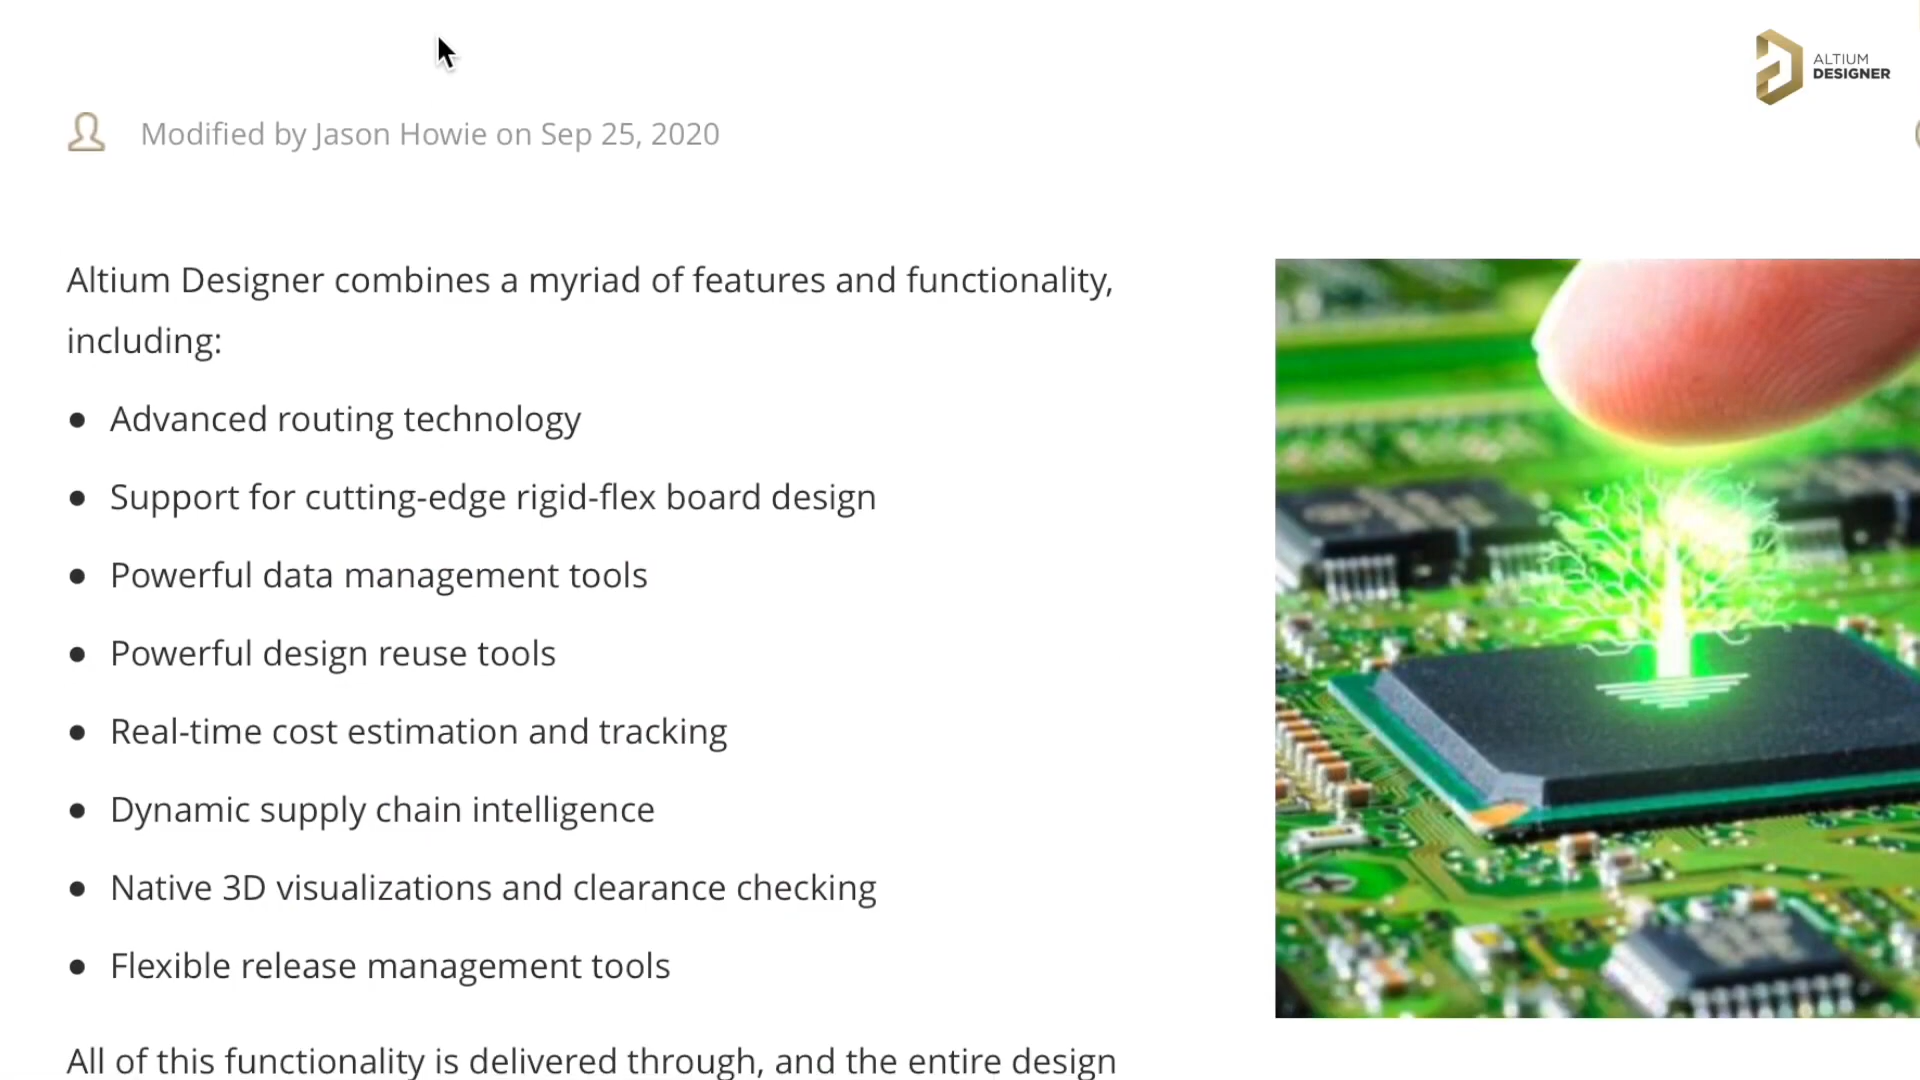 ALTIUM
DESIGNER
Modified by Jason Howie on Sep 25, 2020
Altium Designer combines a myriad of features and functionality,
including:
● Advanced routing technology
● Support for cutting-edge rigid-flex board design
● Powerful data management tools
● Powerful design reuse tools
● Real-time cost estimation and tracking
● Dynamic supply chain intelligence
● Native 3D visualizations and clearance checking
● Flexible release management tools
All of this functionality is delivered through, and the entire design